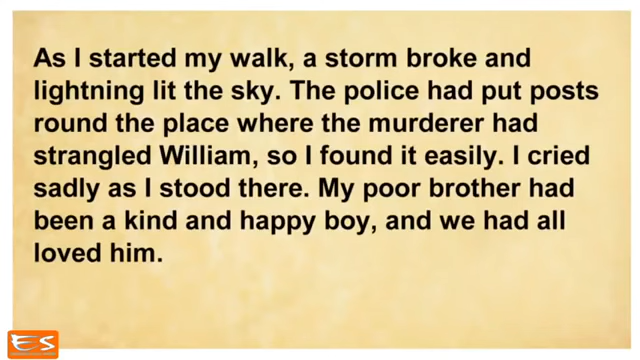 As I started my walk, a storm broke and
lightning lit the sky. The police had put posts
round the place where the murderer had
strangled William, so I found it easily. I cried
sadly as I stood there. My poor brother had
been a kind and happy boy, and we had all
loved him.
ES